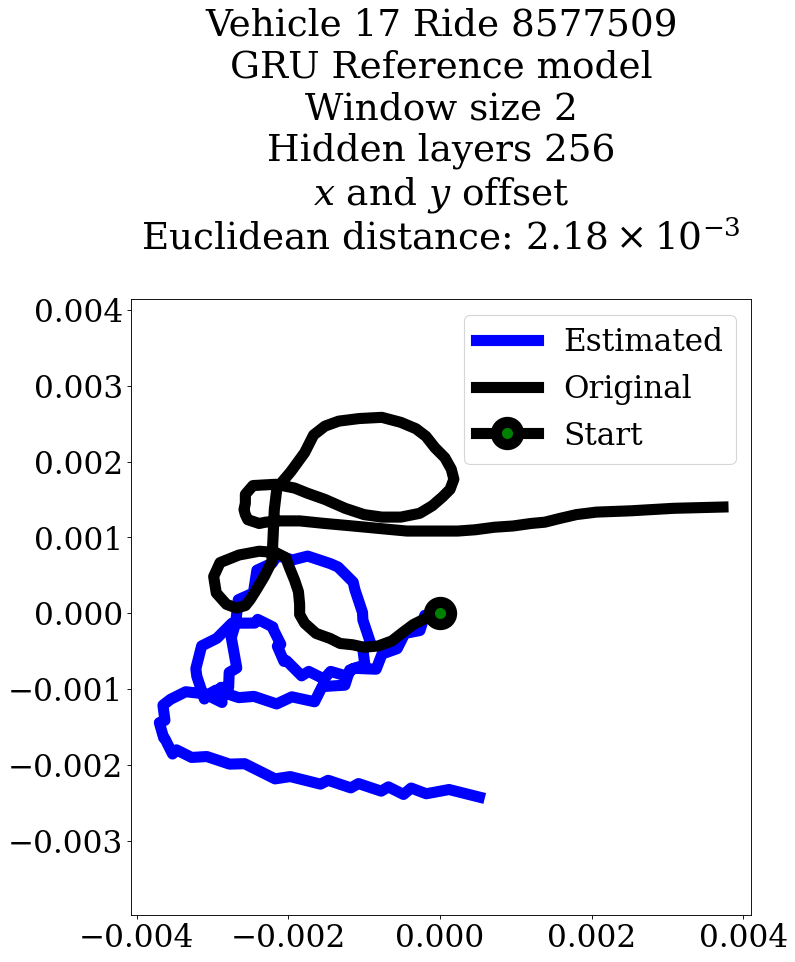 Vehicle 17 Ride 8577509
GRU Reference model
Window size 2
Hidden layers 256
x and y offset
Euclidean distance: 2.18 × 10⁻³
Estimated
Original
Start
0.004
0.003
0.002
0.001
0.000
−0.001
−0.002
−0.003
−0.004 −0.002 0.000 0.002 0.004